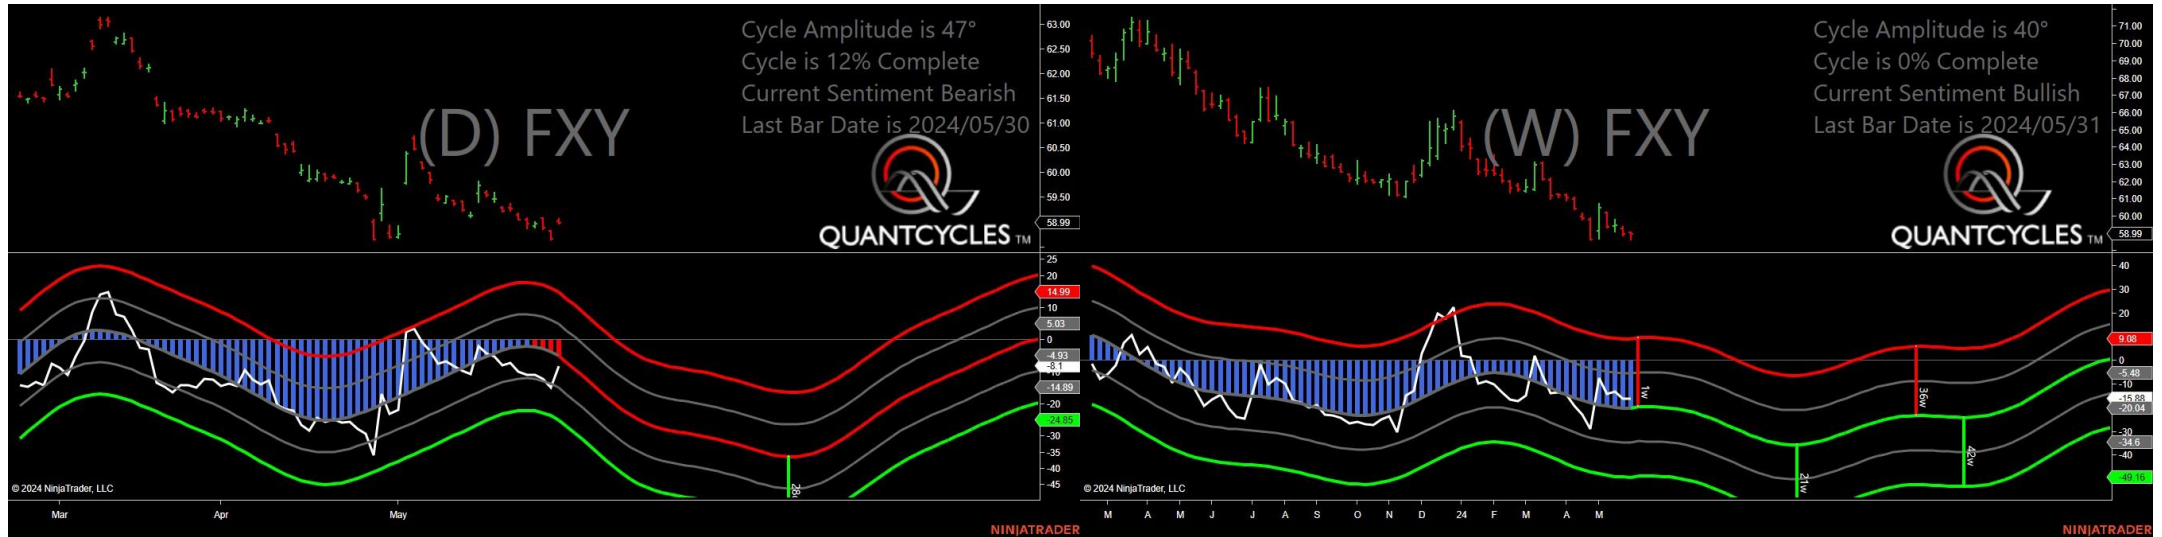 Cycle Amplitude is 47°
Cycle is 12% Complete
Current Sentiment Bearish
Last Bar Date is 2024/05/30
(D) FXY
QUANTCYCLES TM
63.00
62.50
62.00
61.50
61.00
60.50
60.00
59.50
58.99
25
20
14.99
10
5.03
0
-4.93
-8.1
-14.89
-20
-24.85
-30
-35
-40
-45
© 2024 NinjaTrader, LLC
Mar Apr May
NINJATRADER
Cycle Amplitude is 40°
Cycle is 0% Complete
Current Sentiment Bullish
Last Bar Date is 2024/05/31
(W) FXY
QUANTCYCLES TM
71.00
70.00
69.00
68.00
67.00
66.00
65.00
64.00
63.00
62.00
61.00
60.00
58.99
40
30
20
9.08
0
-5.48
-10
-15.88
-20.04
-30
-34.6
-40
-49.16
1w
21w
36w
42w
© 2024 NinjaTrader, LLC
M A M J J A S O N D 24 F M A M
NINJATRADER